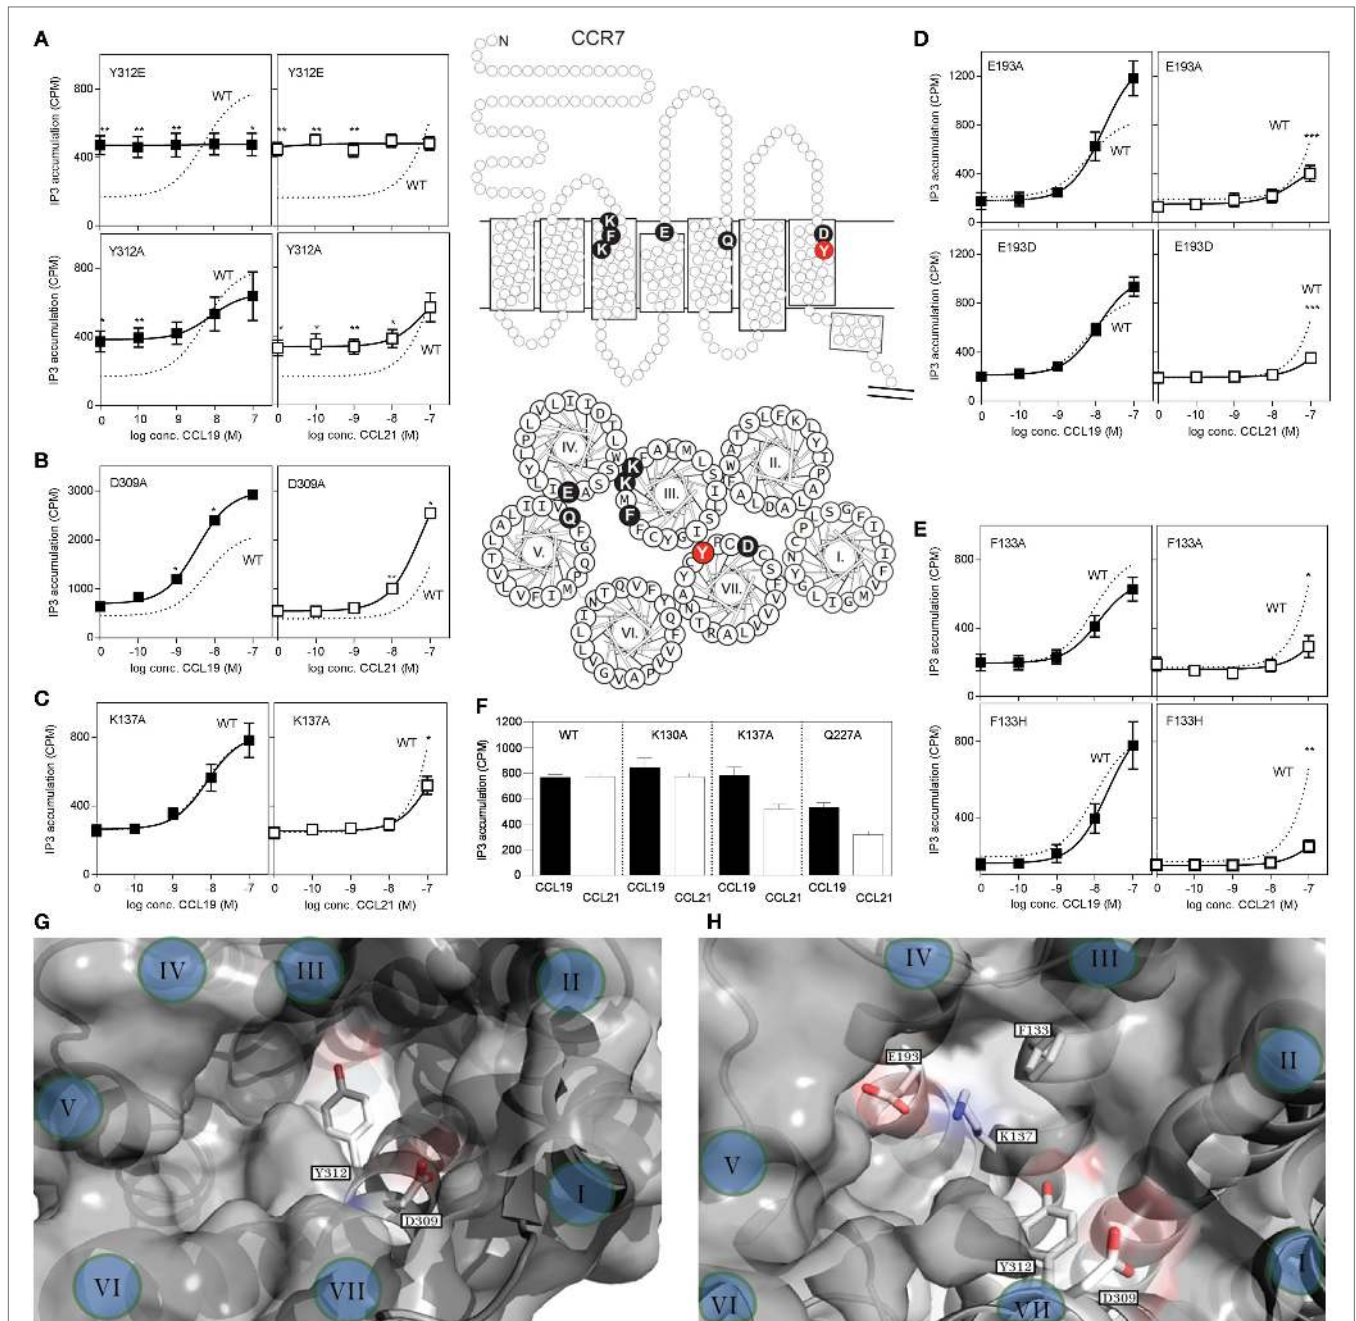 A
Y312E
Y312E
WT
WT
IP3 accumulation (CPM)
800
400
0
** ** ** *
** ** **
Y312A
Y312A
WT
WT
IP3 accumulation (CPM)
800
400
0
* **
* * ** *
0 -10 -9 -8 -7
0 -10 -9 -8 -7
log conc. CCL19 (M)
log conc. CCL21 (M)
B
D309A
D309A
WT
WT
IP3 accumulation (CPM)
3000
2000
1000
0
* *
** *
0 -10 -9 -8 -7
0 -10 -9 -8 -7
log conc. CCL19 (M)
log conc. CCL21 (M)
C
K137A
K137A
WT
WT
*
IP3 accumulation (CPM)
800
400
0
0 -10 -9 -8 -7
0 -10 -9 -8 -7
log conc. CCL19 (M)
log conc. CCL21 (M)
N
CCR7
K
F
K
E
Q
D
Y
IV.
III.
II.
I.
V.
VI.
VII.
K
K
F
E
Q
Y
D
D
E193A
E193A
WT
WT
***
IP3 accumulation (CPM)
1200
800
400
0
E193D
E193D
WT
WT
***
IP3 accumulation (CPM)
1200
800
400
0
0 -10 -9 -8 -7
0 -10 -9 -8 -7
log conc. CCL19 (M)
log conc. CCL21 (M)
E
F133A
F133A
WT
WT
*
IP3 accumulation (CPM)
800
400
0
F133H
F133H
WT
WT
**
IP3 accumulation (CPM)
800
400
0
0 -10 -9 -8 -7
0 -10 -9 -8 -7
log conc. CCL19 (M)
log conc. CCL21 (M)
F
WT K130A K137A Q227A
IP3 accumulation (CPM)
1200
1000
800
600
400
200
0
CCL19 CCL21 CCL19 CCL21 CCL19 CCL21 CCL19 CCL21
G
IV III II
V
Y312
D309
I
VI VII
H
IV III
F133
E193
II
K137
V
Y312
D309
I
VI VII